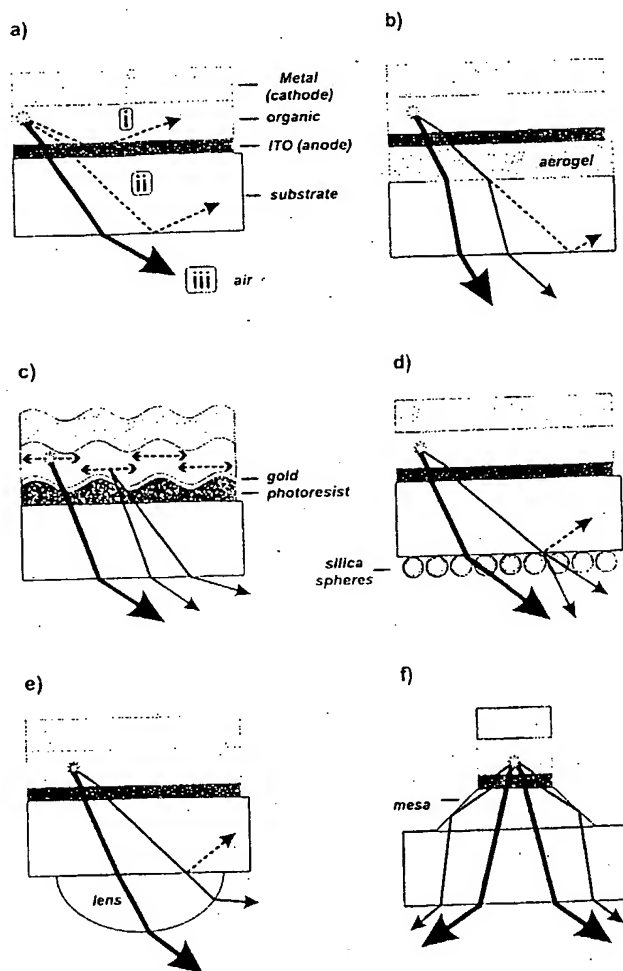 a)
Metal
(cathode)
organic
ITO (anode)
substrate
i
ii
iii
air
b)
aerogel
c)
gold
photoresist
d)
silica
spheres
e)
lens
f)
mesa